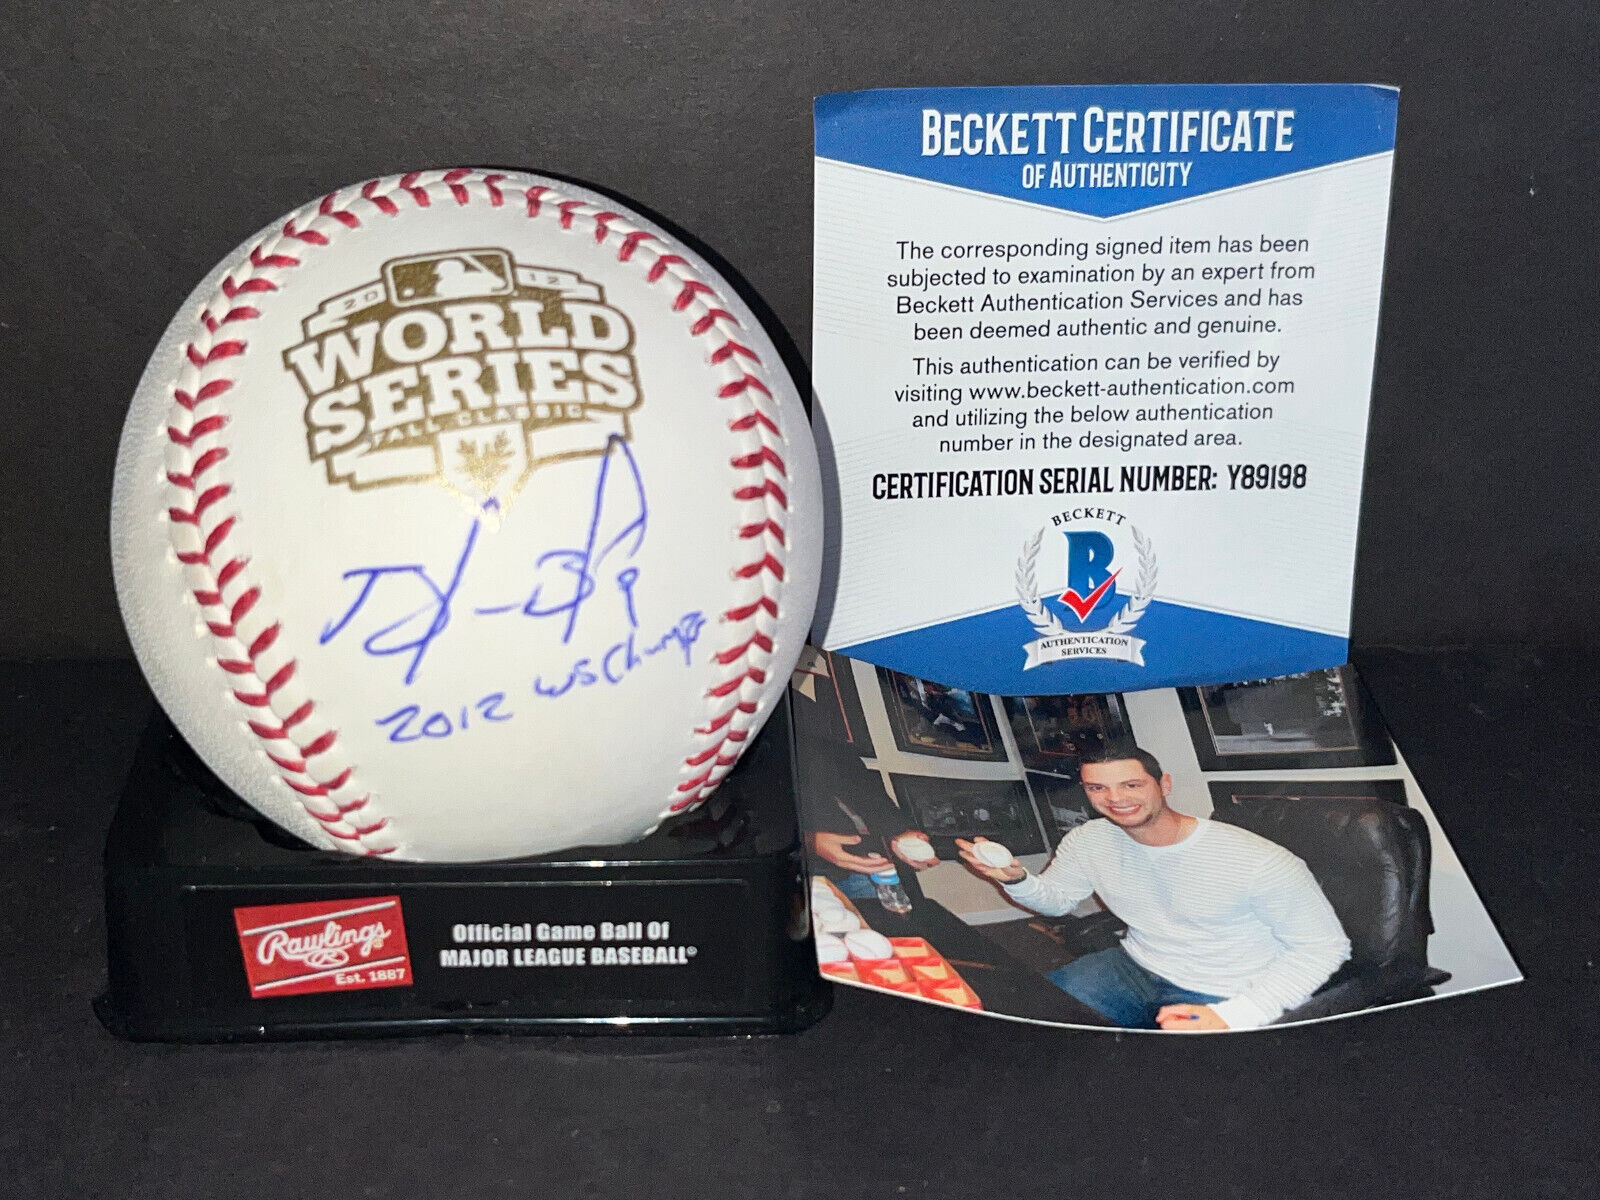 2012
WORLD
SERIES
FALL CLASSIC
9
2012 WS Champs
Rawlings®
Est. 1887
Official Game Ball Of
MAJOR LEAGUE BASEBALL®
BECKETT CERTIFICATE
OF AUTHENTICITY
The corresponding signed item has been
subjected to examination by an expert from
Beckett Authentication Services and has
been deemed authentic and genuine.
This authentication can be verified by
visiting www.beckett-authentication.com
and utilizing the below authentication
number in the designated area.
CERTIFICATION SERIAL NUMBER: Y89198
BECKETT
B
AUTHENTICATION
SERVICES